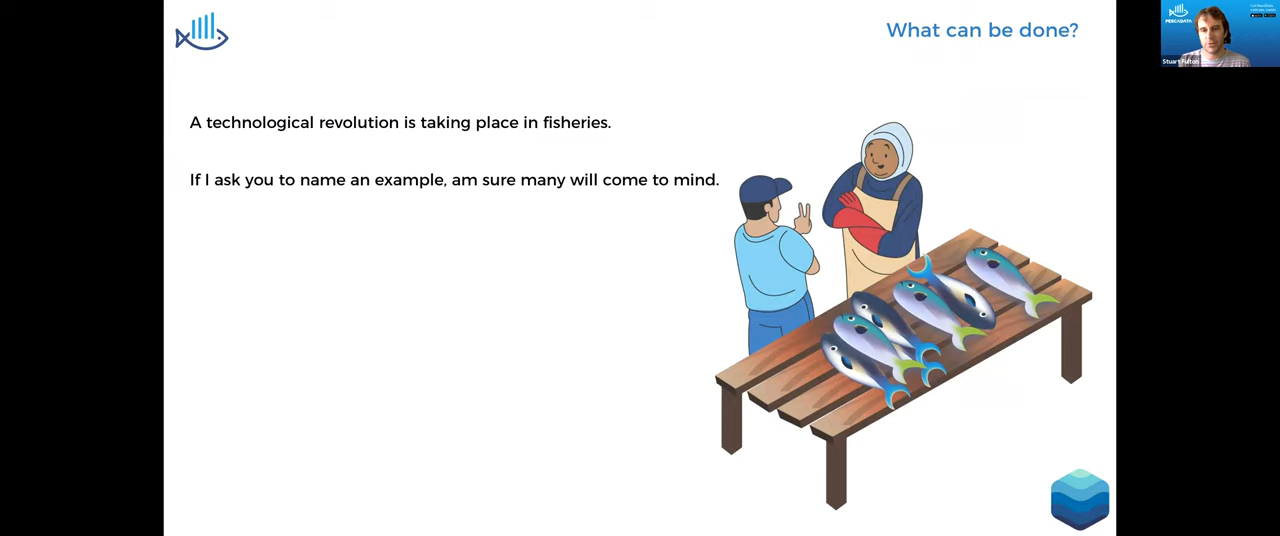 What can be done?
A technological revolution is taking place in fisheries.
If I ask you to name an example, am sure many will come to mind.
PESCADATA
Stuart Fulton